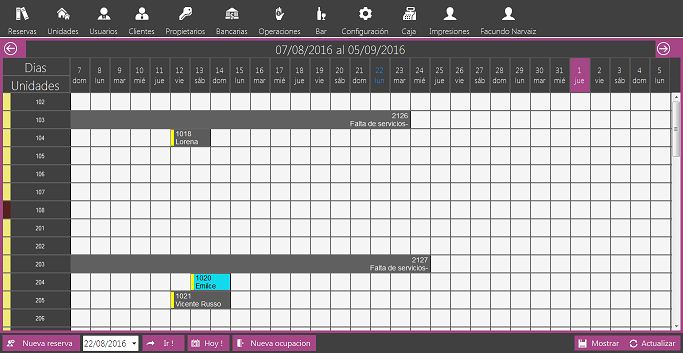 Reservas Unidades Usuarios Clientes Propietarios Bancarias Operaciones Bar Configuración Caja Impresiones Facundo Narvaiz
07/08/2016 al 05/09/2016
Dias 7 8 9 10 11 12 13 14 15 16 17 18 19 20 21 22 23 24 25 26 27 28 29 30 31 1 2 3 4 5
dom lun mar mié jue vie sáb dom lun mar mié jue vie sáb dom lun mar mié jue vie sáb dom lun mar mié jue vie sáb dom lun
Unidades
102
103 2126
Falta de servicios-
104 1018
Lorena
105
106
107
108
201
202
203 2127
Falta de servicios-
204 1020
Emilce
205 1021
Vicente Russo
206
Nueva reserva 22/08/2016 Ir ! Hoy ! Nueva ocupacion Mostrar Actualizar